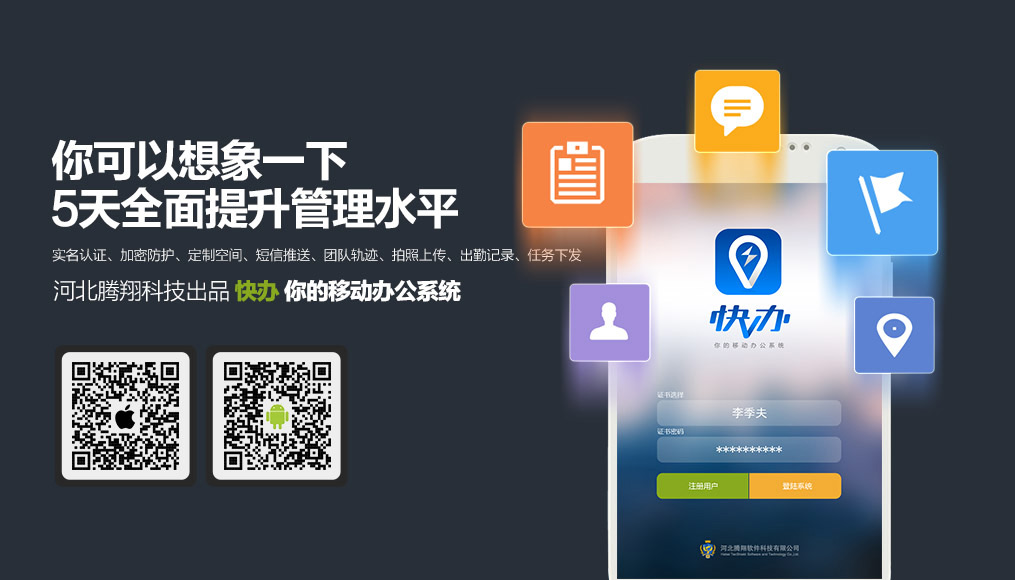 你可以想象一下
5天全面提升管理水平
实名认证、加密防护、定制空间、短信推送、团队轨迹、拍照上传、出勤记录、任务下发
河北腾翔科技出品 快办 你的移动办公系统
快办
你的移动办公系统
证书选择
李季夫
证书密码
**********
注册用户 登陆系统
河北腾翔软件科技有限公司